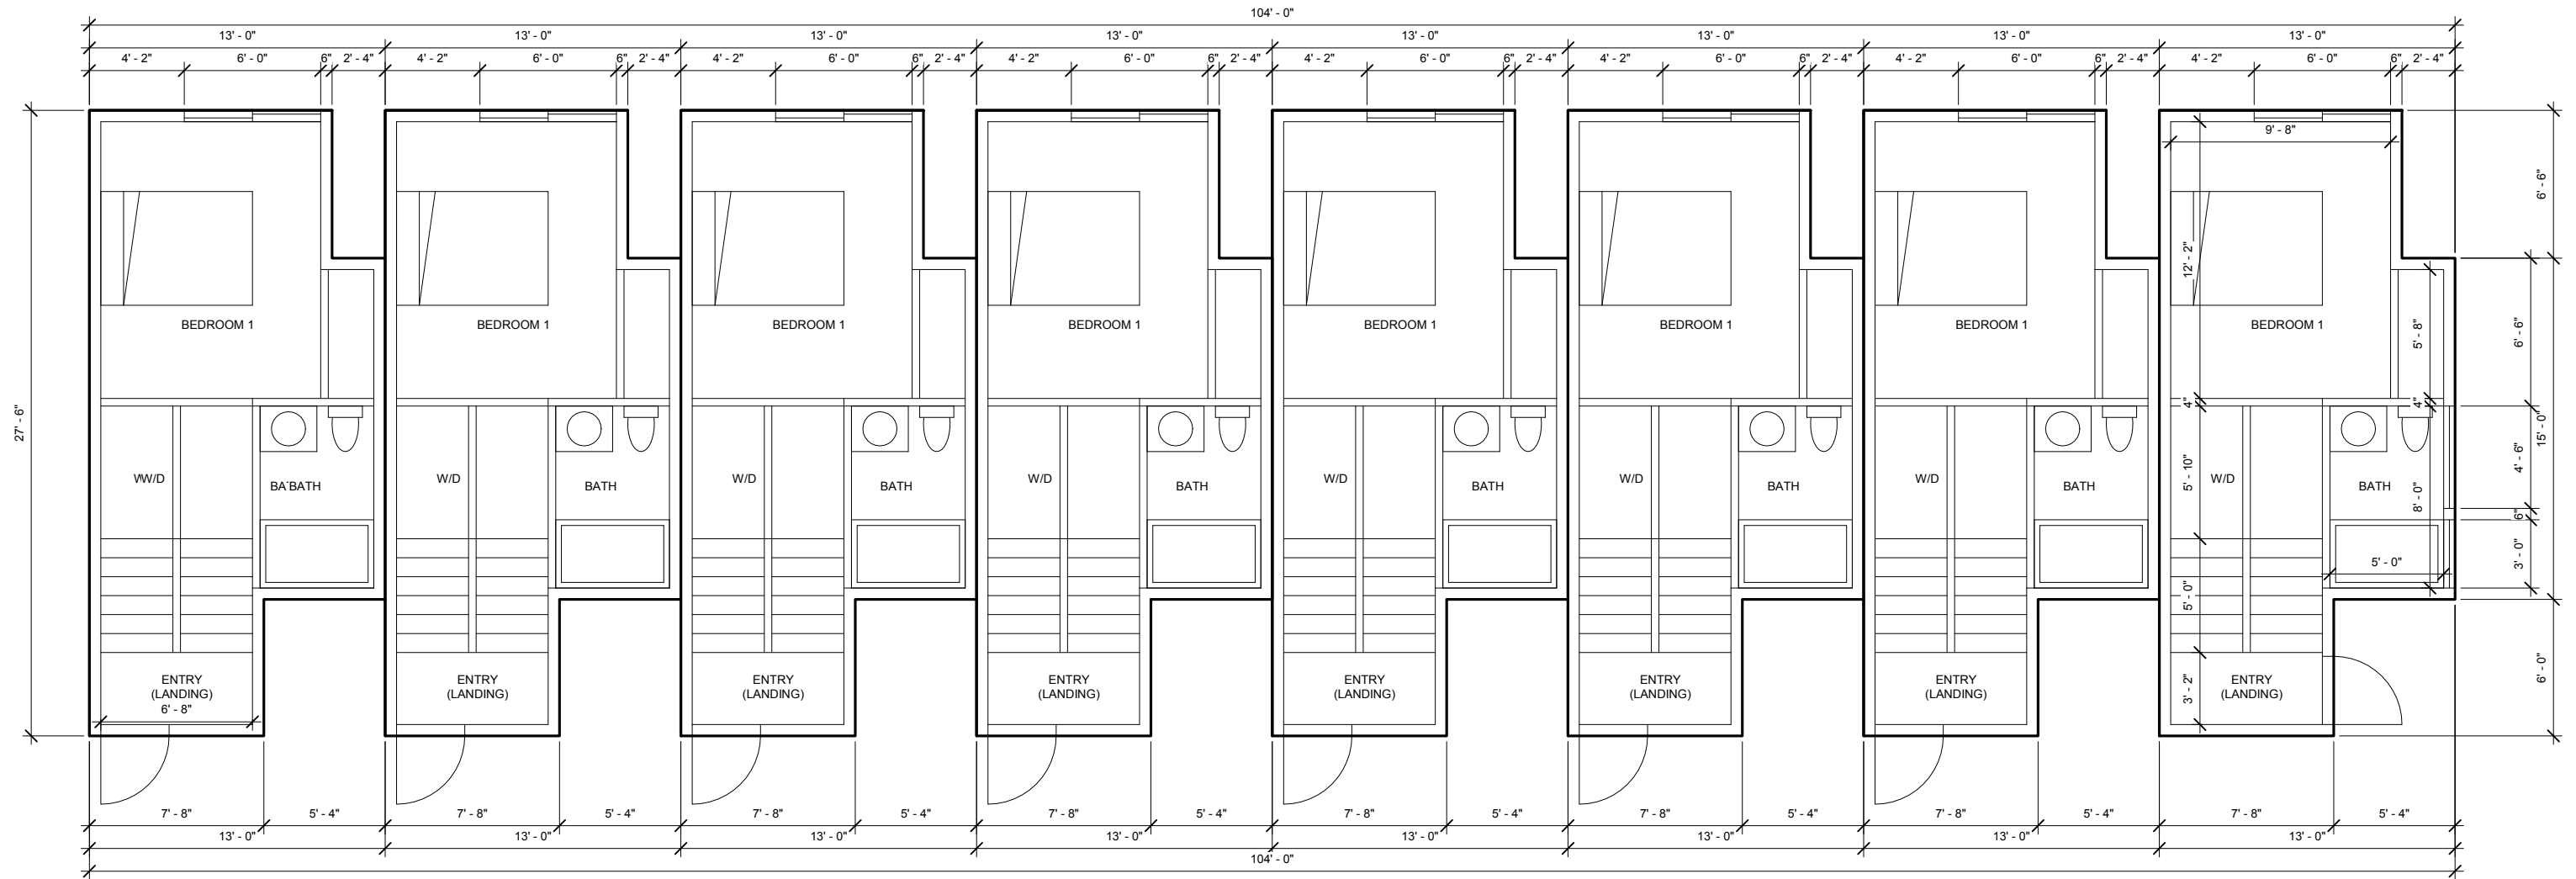 104' - 0"
13' - 0" 13' - 0" 13' - 0" 13' - 0" 13' - 0" 13' - 0" 13' - 0" 13' - 0"
4' - 2" 6' - 0" 6" 2' - 4" 4' - 2" 6' - 0" 6" 2' - 4" 4' - 2" 6' - 0" 6" 2' - 4" 4' - 2" 6' - 0" 6" 2' - 4" 4' - 2" 6' - 0" 6" 2' - 4" 4' - 2" 6' - 0" 6" 2' - 4" 4' - 2" 6' - 0" 6" 2' - 4" 4' - 2" 6' - 0" 6" 2' - 4"
9' - 8"
6' - 6"
12' - 2"
BEDROOM 1 BEDROOM 1 BEDROOM 1 BEDROOM 1 BEDROOM 1 BEDROOM 1 BEDROOM 1 BEDROOM 1
5' - 8"
6' - 6"
27' - 6"
4"
4"
15' - 0"
4' - 6"
W/D W/D W/D W/D W/D W/D W/D W/D
5' - 10"
BATH BATH BATH BATH BATH BATH BATH BATH
8' - 0"
6"
3' - 0"
5' - 0"
5' - 0"
ENTRY ENTRY ENTRY ENTRY ENTRY ENTRY ENTRY ENTRY
(LANDING) (LANDING) (LANDING) (LANDING) (LANDING) (LANDING) (LANDING) (LANDING)
3' - 2"
6' - 0"
6' - 8"
7' - 8" 5' - 4" 7' - 8" 5' - 4" 7' - 8" 5' - 4" 7' - 8" 5' - 4" 7' - 8" 5' - 4" 7' - 8" 5' - 4" 7' - 8" 5' - 4" 7' - 8" 5' - 4"
13' - 0" 13' - 0" 13' - 0" 13' - 0" 13' - 0" 13' - 0" 13' - 0" 13' - 0"
104' - 0"